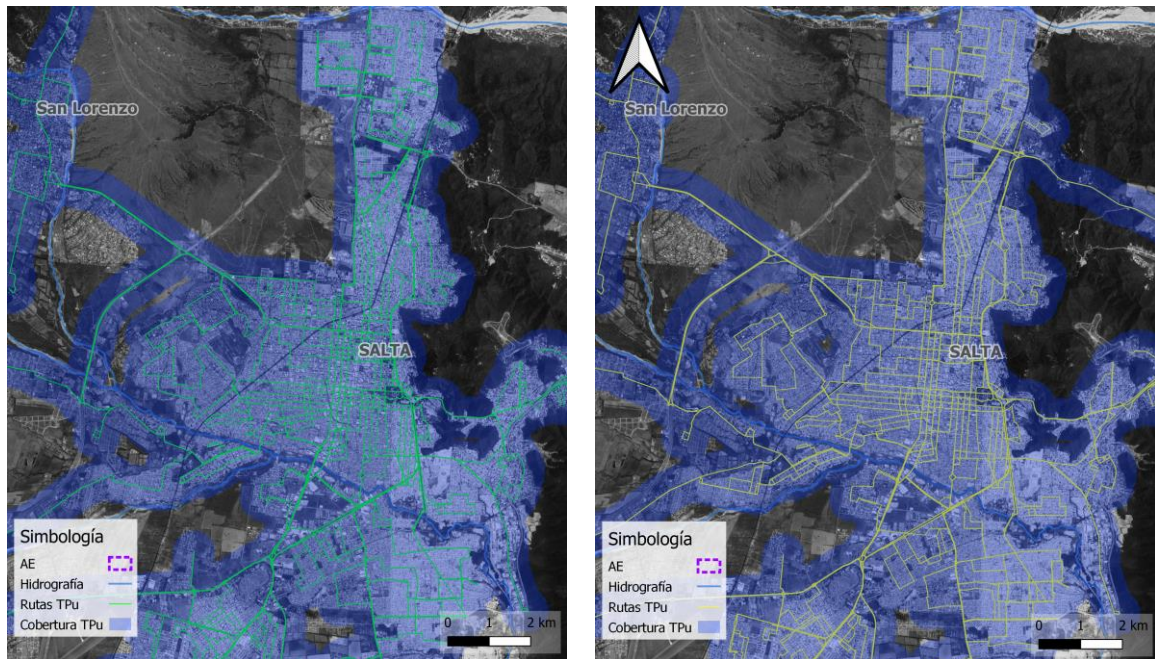 San Lorenzo
SALTA
Simbología
AE
Hidrografía
Rutas TPu
Cobertura TPu
0 1 2 km
San Lorenzo
SALTA
Simbología
AE
Hidrografía
Rutas TPu
Cobertura TPu
0 1 2 km